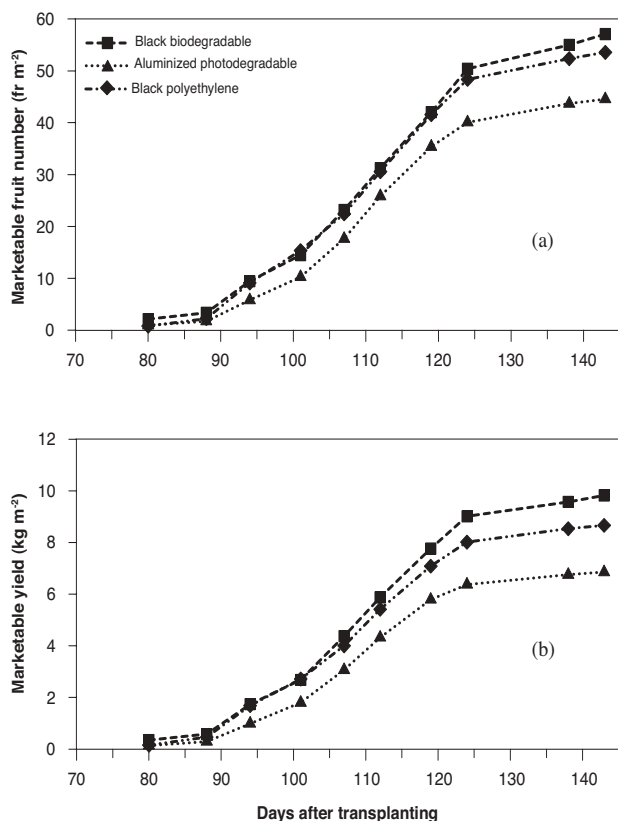 60
50
40
30
20
10
0
Marketable fruit number (fr m⁻²)
Black biodegradable
Aluminized photodegradable
Black polyethylene
(a)
70 80 90 100 110 120 130 140
12
10
8
6
4
2
0
Marketable yield (kg m⁻²)
(b)
70 80 90 100 110 120 130 140
Days after transplanting